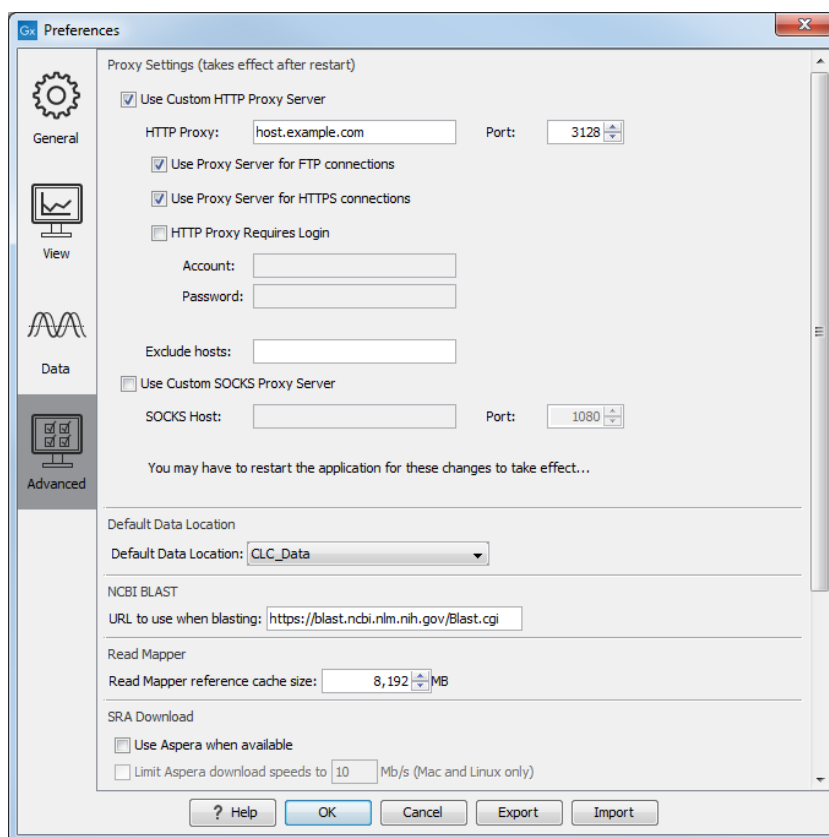 Gx Preferences
General
View
Data
Advanced
Proxy Settings (takes effect after restart)
Use Custom HTTP Proxy Server
HTTP Proxy: host.example.com Port: 3128
Use Proxy Server for FTP connections
Use Proxy Server for HTTPS connections
HTTP Proxy Requires Login
Account:
Password:
Exclude hosts:
Use Custom SOCKS Proxy Server
SOCKS Host: Port: 1080
You may have to restart the application for these changes to take effect...
Default Data Location
Default Data Location: CLC_Data
NCBI BLAST
URL to use when blasting: https://blast.ncbi.nlm.nih.gov/Blast.cgi
Read Mapper
Read Mapper reference cache size: 8,192 MB
SRA Download
Use Aspera when available
Limit Aspera download speeds to 10 Mb/s (Mac and Linux only)
? Help OK Cancel Export Import